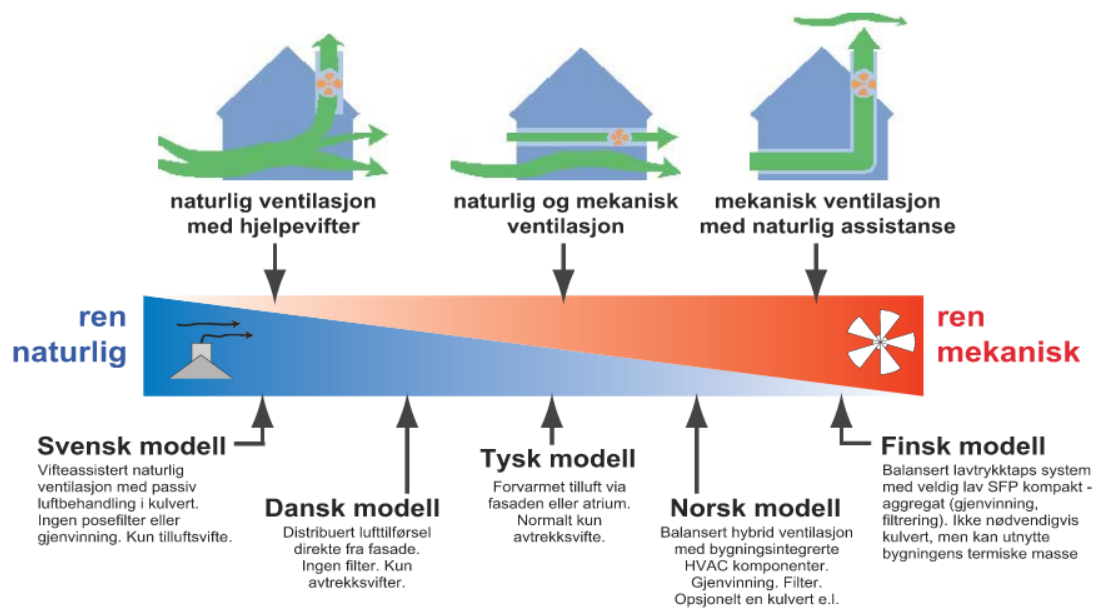 naturlig ventilasjon
med hjelpevifter
naturlig og mekanisk
ventilasjon
mekanisk ventilasjon
med naturlig assistanse
ren
naturlig
ren
mekanisk
Svensk modell
Vifteassistert naturlig
ventilasjon med passiv
luftbehandling i kulvert.
Ingen posefilter eller
gjenvinning. Kun tilluftsvifte.
Dansk modell
Distribuert lufttilførsel
direkte fra fasade.
Ingen filter. Kun
avtrekksvifter.
Tysk modell
Forvarmet tilluft via
fasaden eller atrium.
Normalt kun
avtrekksvifte.
Norsk modell
Balansert hybrid ventilasjon
med bygningsintegrerte
HVAC komponenter.
Gjenvinning. Filter.
Opsjonelt en kulvert e.l.
Finsk modell
Balansert lavtrykktaps system
med veldig lav SFP kompakt -
aggregat (gjenvinning,
filtrering). Ikke nødvendigvis
kulvert, men kan utnytte
bygningens termiske masse